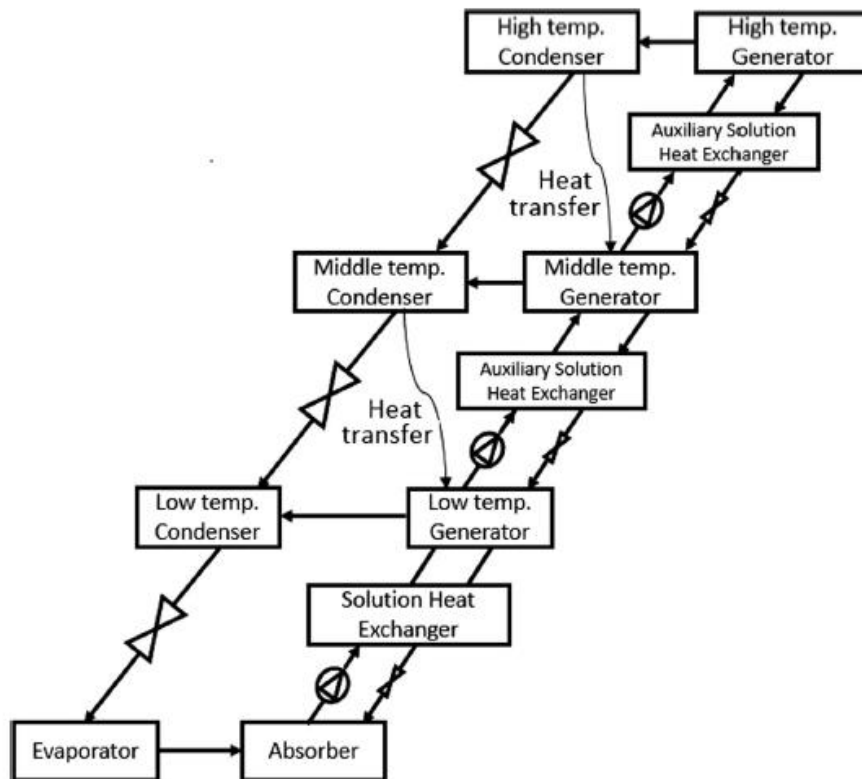 High temp.
Condenser
High temp.
Generator
Auxiliary Solution
Heat Exchanger
Heat
transfer
Middle temp.
Condenser
Middle temp.
Generator
Auxiliary Solution
Heat Exchanger
Heat
transfer
Low temp.
Condenser
Low temp.
Generator
Solution Heat
Exchanger
Evaporator
Absorber